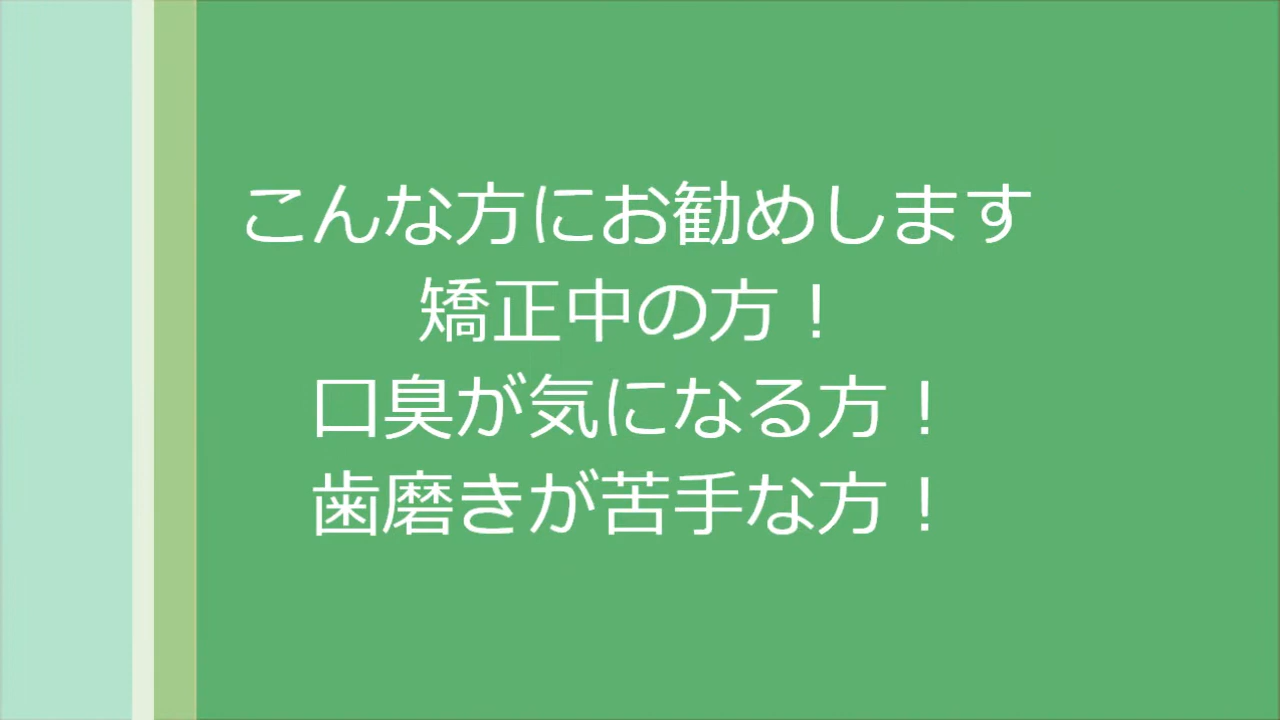 こんな方にお勧めします
矯正中の方！
口臭が気になる方！
歯磨きが苦手な方！